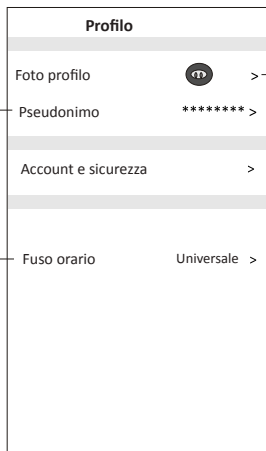 Profilo
Foto profilo >
Pseudonimo ******** >
Account e sicurezza >
Fuso orario Universale >